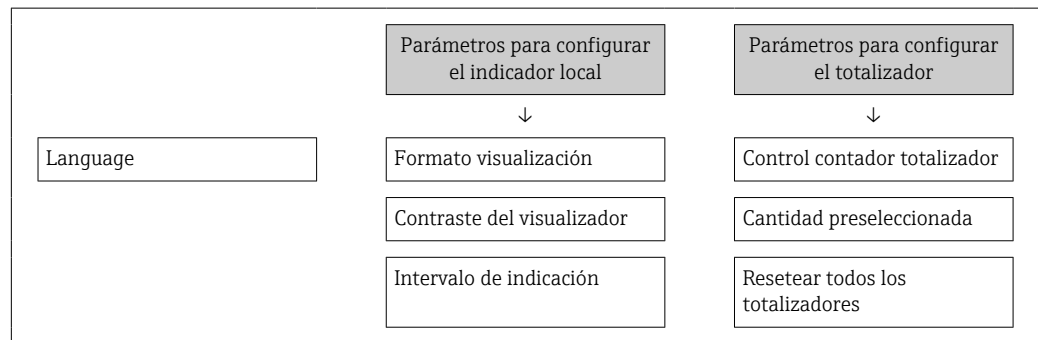 Parámetros para configurar
el indicador local
Parámetros para configurar
el totalizador
↓
↓
Language
Formato visualización
Control contador totalizador
Contraste del visualizador
Cantidad preseleccionada
Intervalo de indicación
Resetear todos los
totalizadores